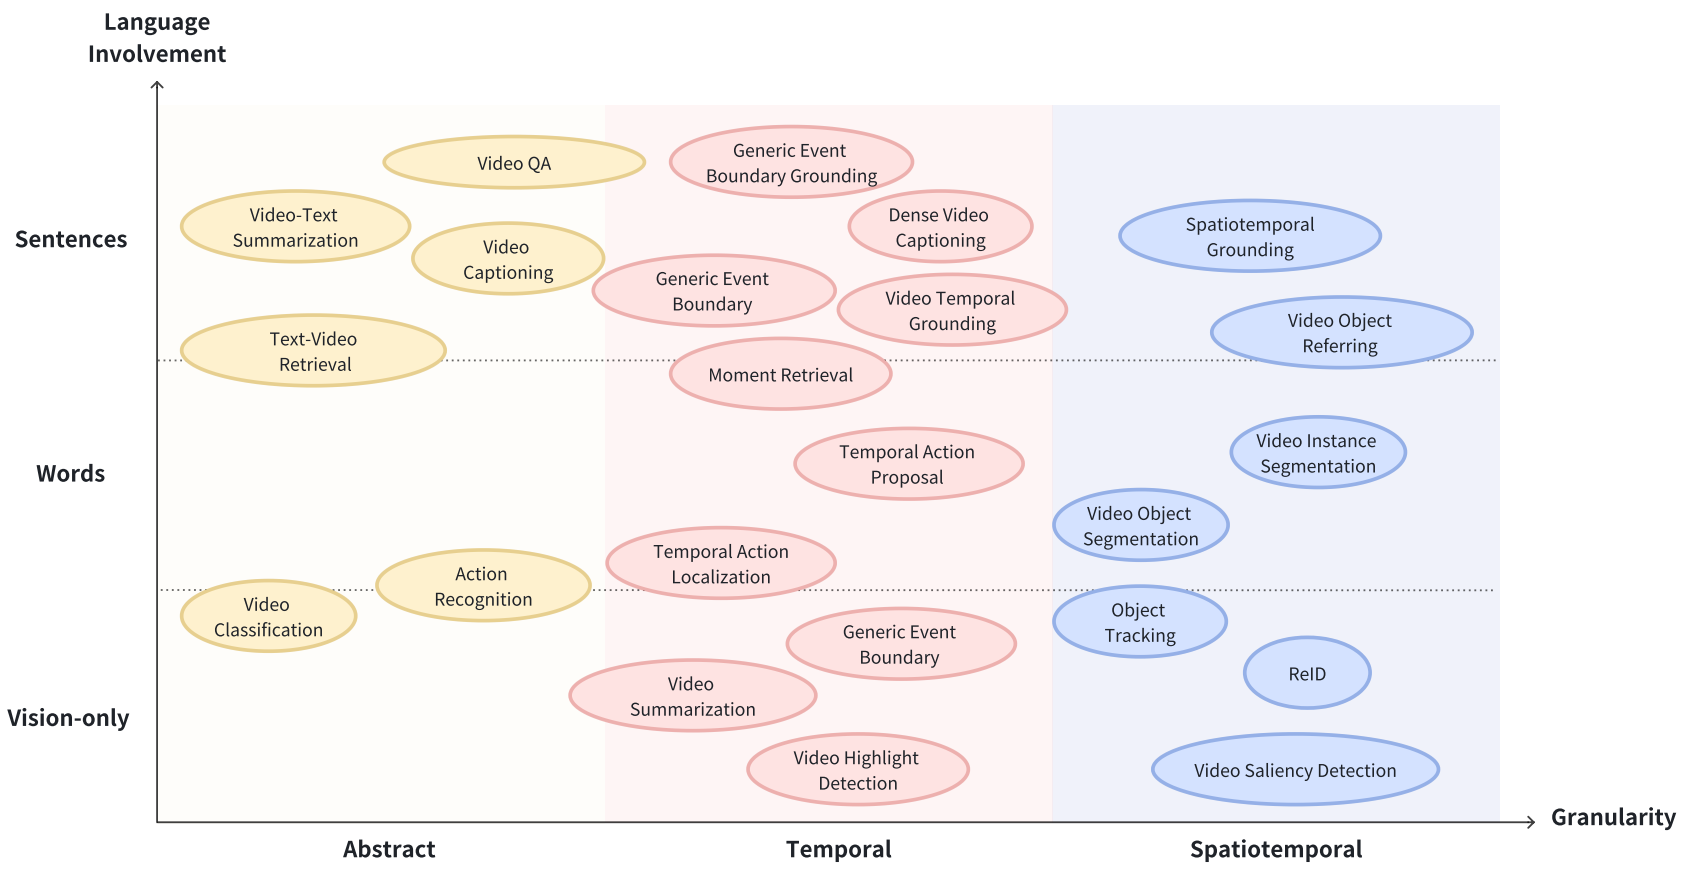 Language
Involvement
Video QA
Generic Event
Boundary Grounding
Video-Text
Summarization
Dense Video
Captioning
Spatiotemporal
Grounding
Sentences
Video
Captioning
Generic Event
Boundary
Video Temporal
Grounding
Video Object
Referring
Text-Video
Retrieval
Moment Retrieval
Words
Temporal Action
Proposal
Video Instance
Segmentation
Video Object
Segmentation
Temporal Action
Localization
Action
Recognition
Video
Classification
Object
Tracking
Generic Event
Boundary
ReID
Vision-only
Video
Summarization
Video Highlight
Detection
Video Saliency Detection
Granularity
Abstract
Temporal
Spatiotemporal